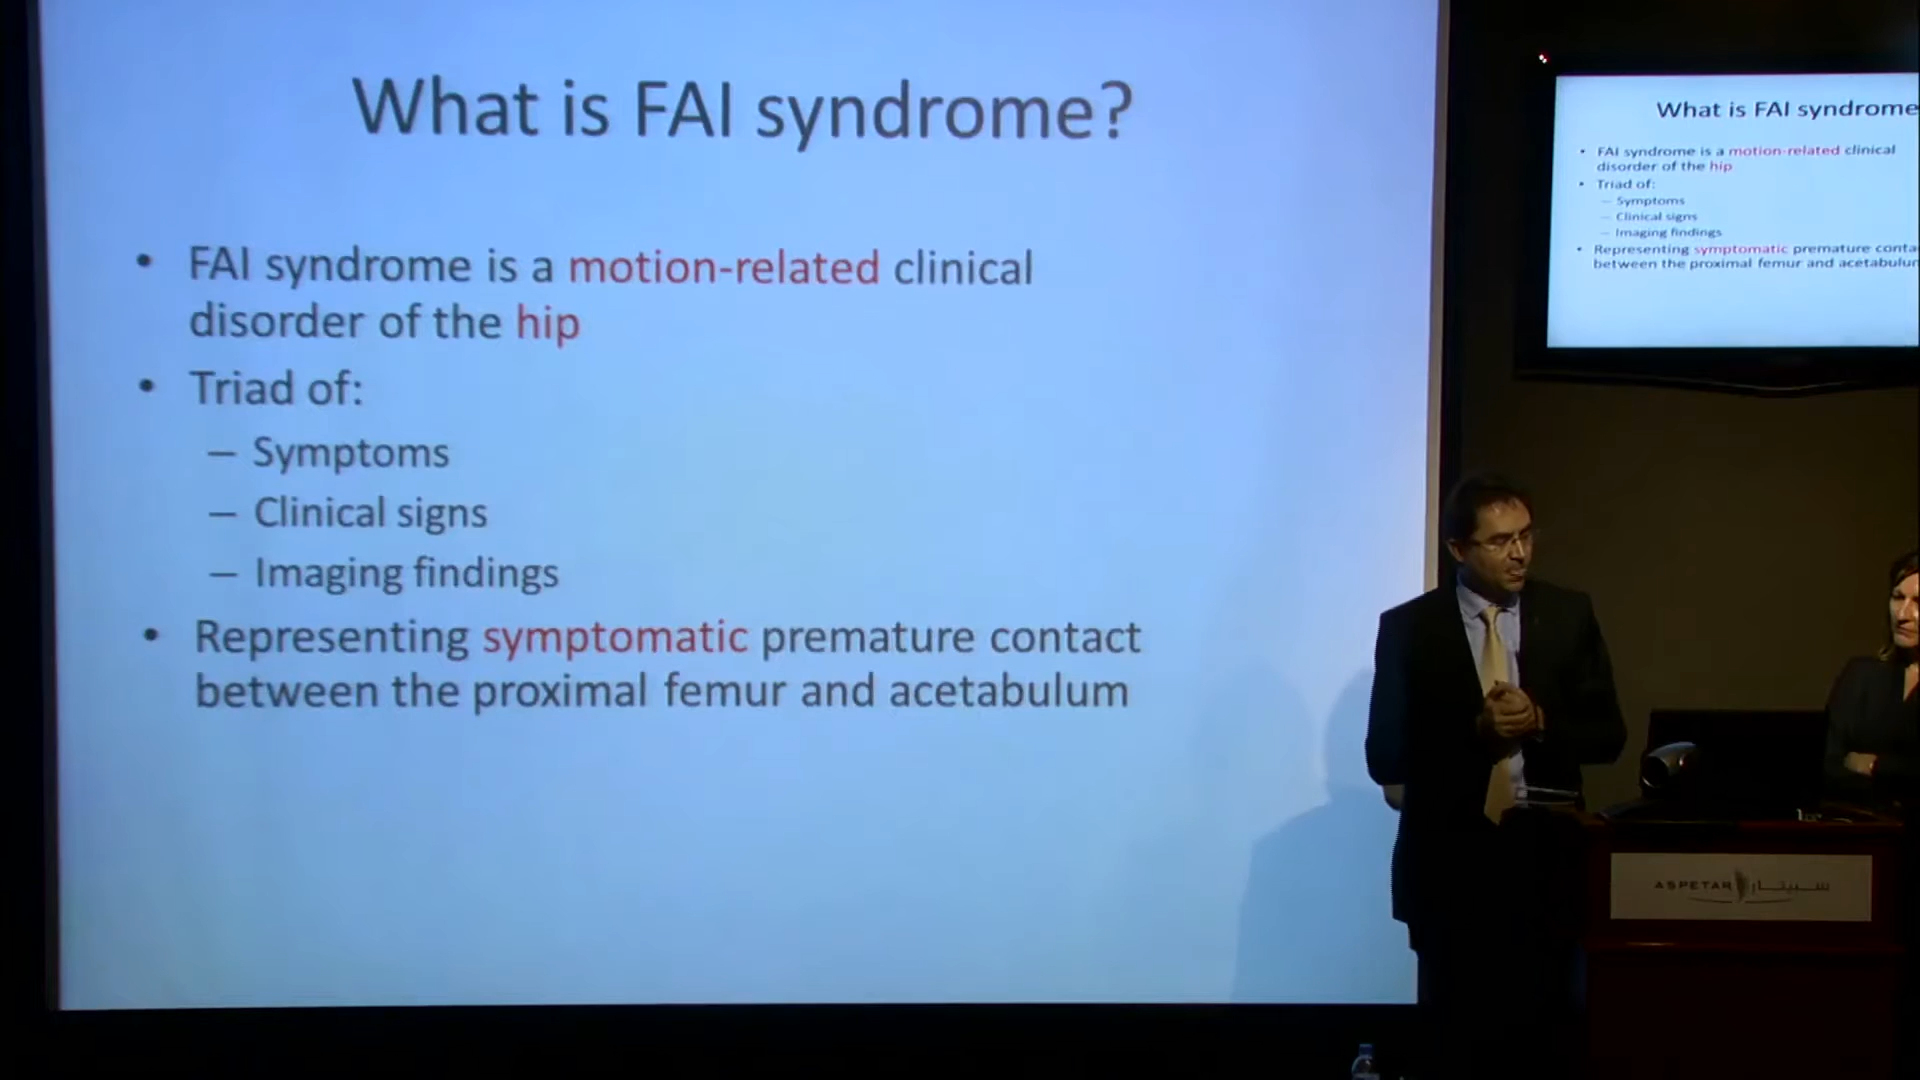 What is FAI syndrome?
• FAI syndrome is a motion-related clinical
disorder of the hip
• Triad of:
– Symptoms
– Clinical signs
– Imaging findings
• Representing symptomatic premature contact
between the proximal femur and acetabulum
What is FAI syndrome
• FAI syndrome is a motion-related clinical
disorder of the hip
• Triad of:
– Symptoms
– Clinical signs
– Imaging findings
• Representing symptomatic premature conta
between the proximal femur and acetabulum
ASPETAR سبيتار